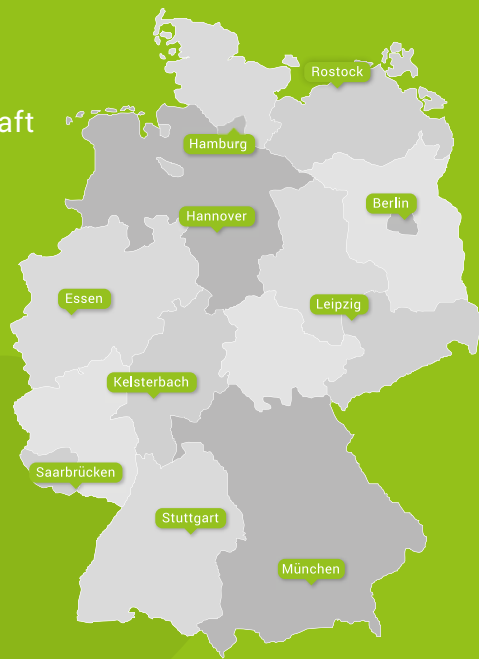 Rostock
aft
Hamburg
Berlin
Hannover
Essen
Leipzig
Kelsterbach
Saarbrücken
Stuttgart
München